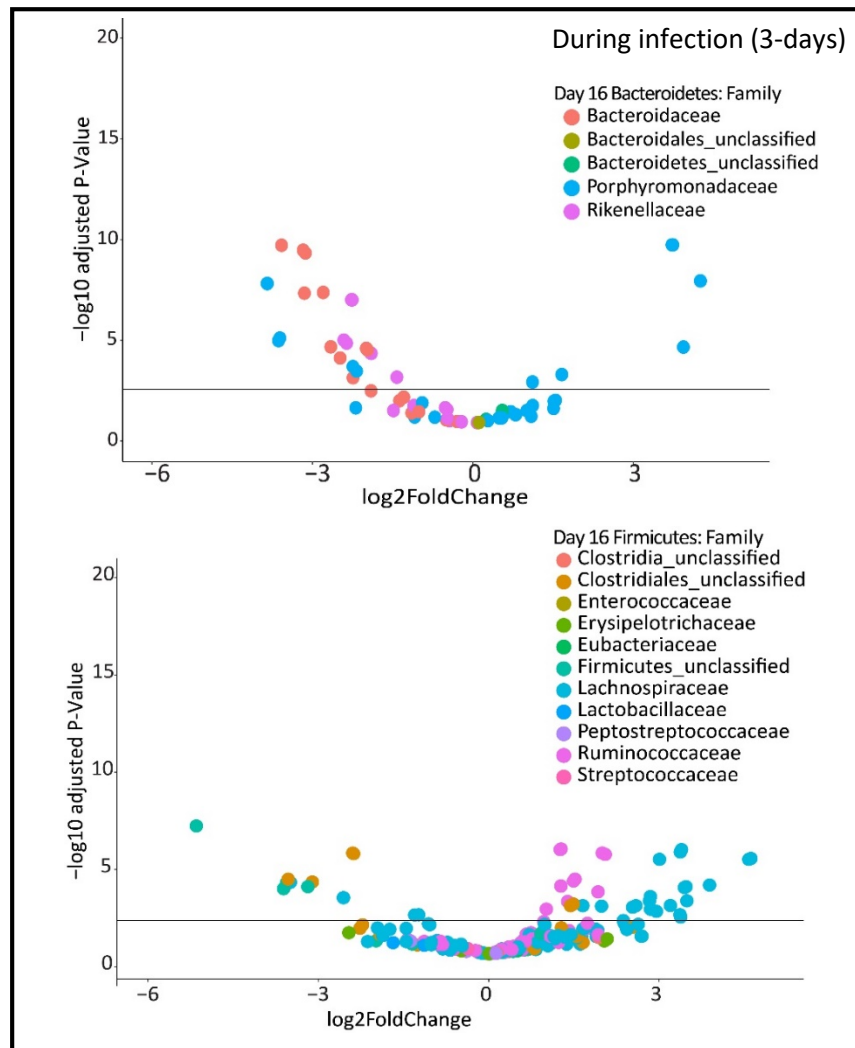 During infection (3-days)
Day 16 Bacteroidetes: Family
Bacteroidaceae
Bacteroidales_unclassified
Bacteroidetes_unclassified
Porphyromonadaceae
Rikenellaceae
−log10 adjusted P-Value
20
15
10
5
0
−6
−3
0
3
log2FoldChange
Day 16 Firmicutes: Family
Clostridia_unclassified
Clostridiales_unclassified
Enterococcaceae
Erysipelotrichaceae
Eubacteriaceae
Firmicutes_unclassified
Lachnospiraceae
Lactobacillaceae
Peptostreptococcaceae
Ruminococcaceae
Streptococcaceae
−log10 adjusted P-Value
20
15
10
5
0
−6
−3
0
3
log2FoldChange